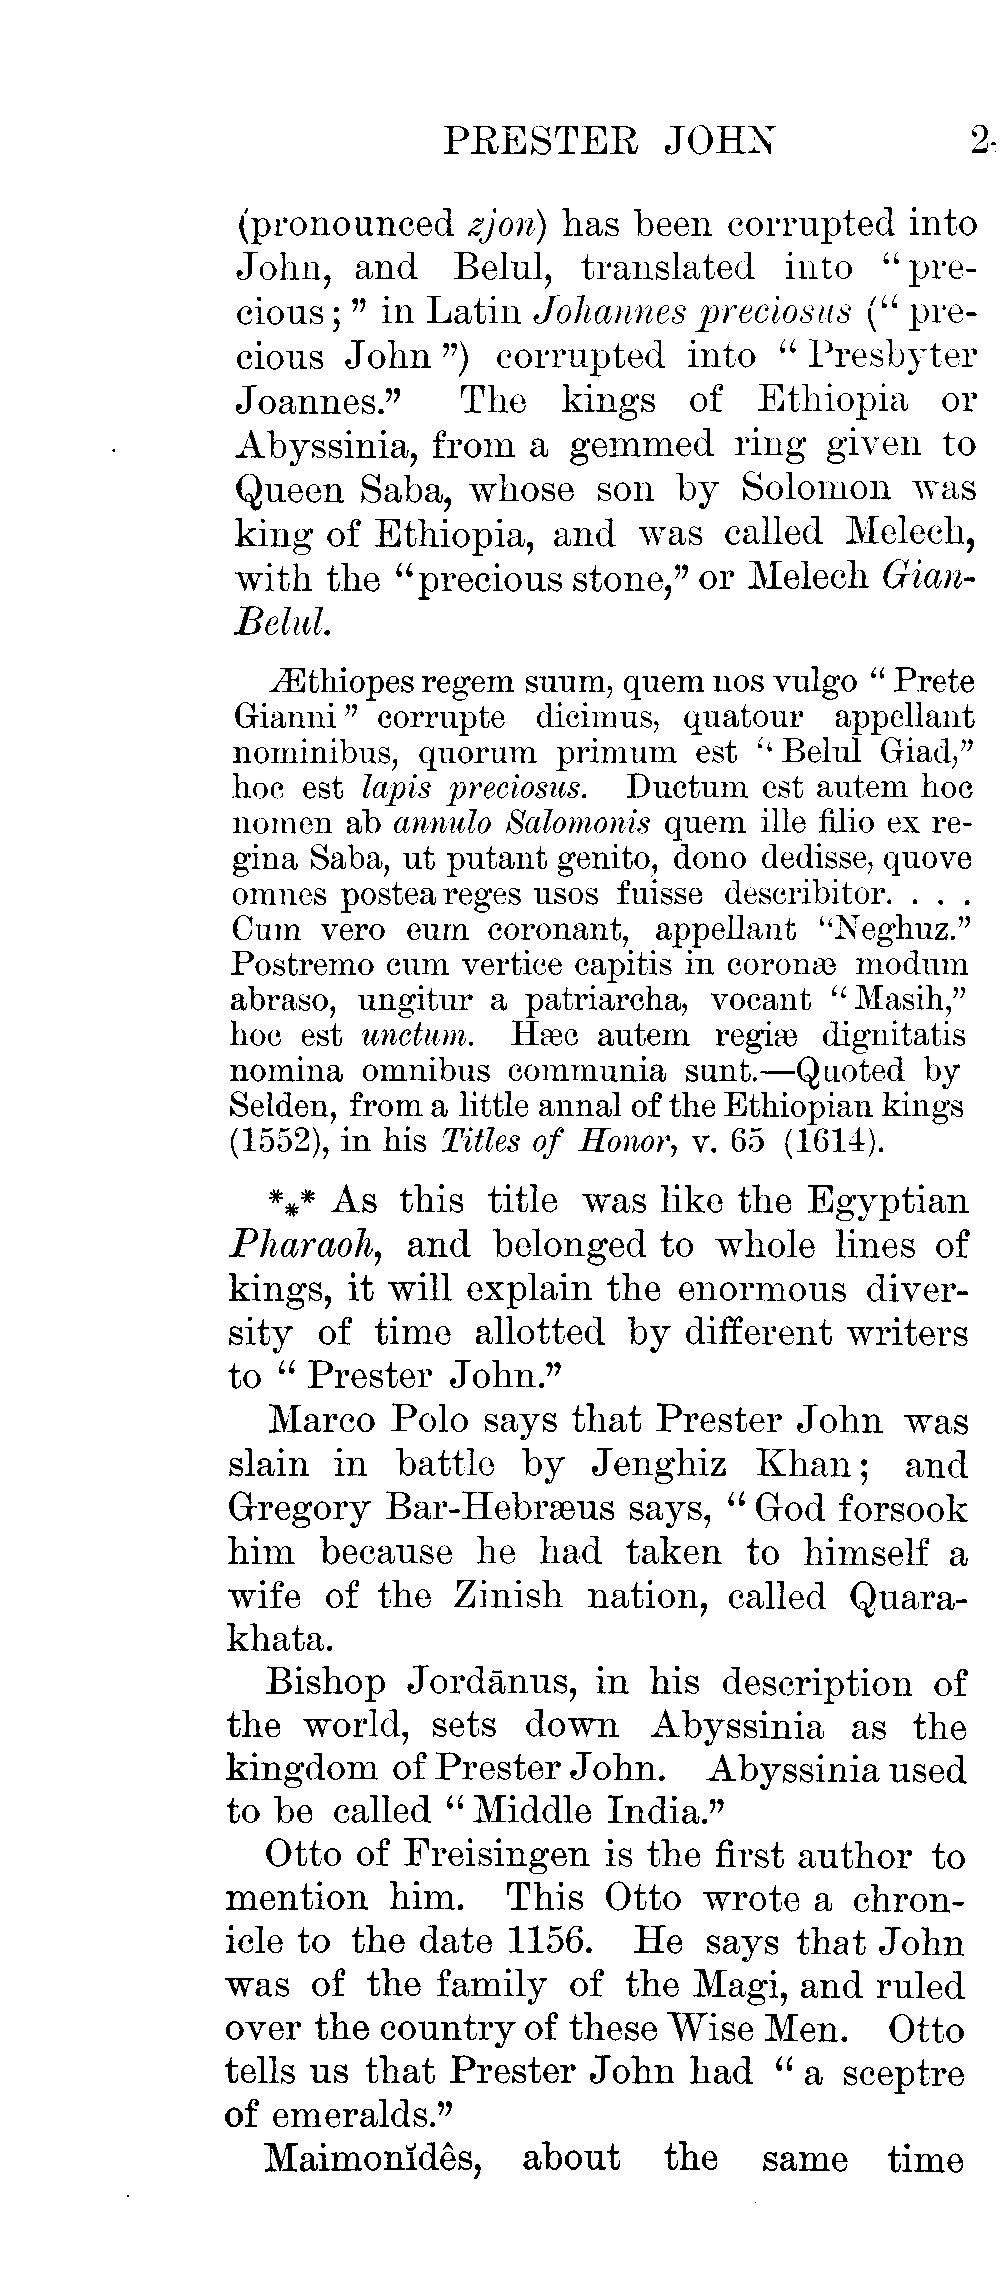 PRESTER JOHN 2
(pronounced zjon) has been corrupted into
John, and Belul, translated into “pre-
cious;” in Latin Johannes preciosus (“pre-
cious John”) corrupted into “Presbyter
Joannes.” The kings of Ethiopia or
Abyssinia, from a gemmed ring given to
Queen Saba, whose son by Solomon was
king of Ethiopia, and was called Melech,
with the “precious stone,” or Melech Gian-
Belul.
Æthiopes regem suum, quem nos vulgo “Prete
Gianni” corrupte dicimus, quatour appellant
nominibus, quorum primum est “Belul Giad,”
hoc est lapis preciosus. Ductum est autem hoc
nomen ab annulo Salomonis quem ille filio ex re-
gina Saba, ut putant genito, dono dedisse, quove
omnes postea reges usos fuisse describitor. . . .
Cum vero eum coronant, appellant “Neghuz.”
Postremo cum vertice capitis in coronæ modum
abraso, ungitur a patriarcha, vocant “Masih,”
hoc est unctum. Hæc autem regiæ dignitatis
nomina omnibus communia sunt.—Quoted by
Selden, from a little annal of the Ethiopian kings
(1552), in his Titles of Honor, v. 65 (1614).
*⁎* As this title was like the Egyptian
Pharaoh, and belonged to whole lines of
kings, it will explain the enormous diver-
sity of time allotted by different writers
to “Prester John.”
Marco Polo says that Prester John was
slain in battle by Jenghiz Khan; and
Gregory Bar-Hebræus says, “God forsook
him because he had taken to himself a
wife of the Zinish nation, called Quara-
khata.
Bishop Jordānus, in his description of
the world, sets down Abyssinia as the
kingdom of Prester John. Abyssinia used
to be called “Middle India.”
Otto of Freisingen is the first author to
mention him. This Otto wrote a chron-
icle to the date 1156. He says that John
was of the family of the Magi, and ruled
over the country of these Wise Men. Otto
tells us that Prester John had “a sceptre
of emeralds.”
Maimonĭdês, about the same time